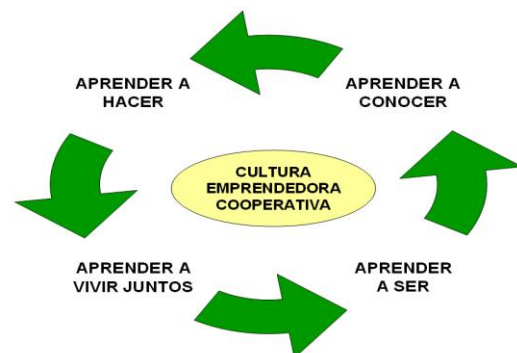 APRENDER A
HACER
APRENDER A
CONOCER
CULTURA
EMPRENDEDORA
COOPERATIVA
APRENDER A
VIVIR JUNTOS
APRENDER
A SER